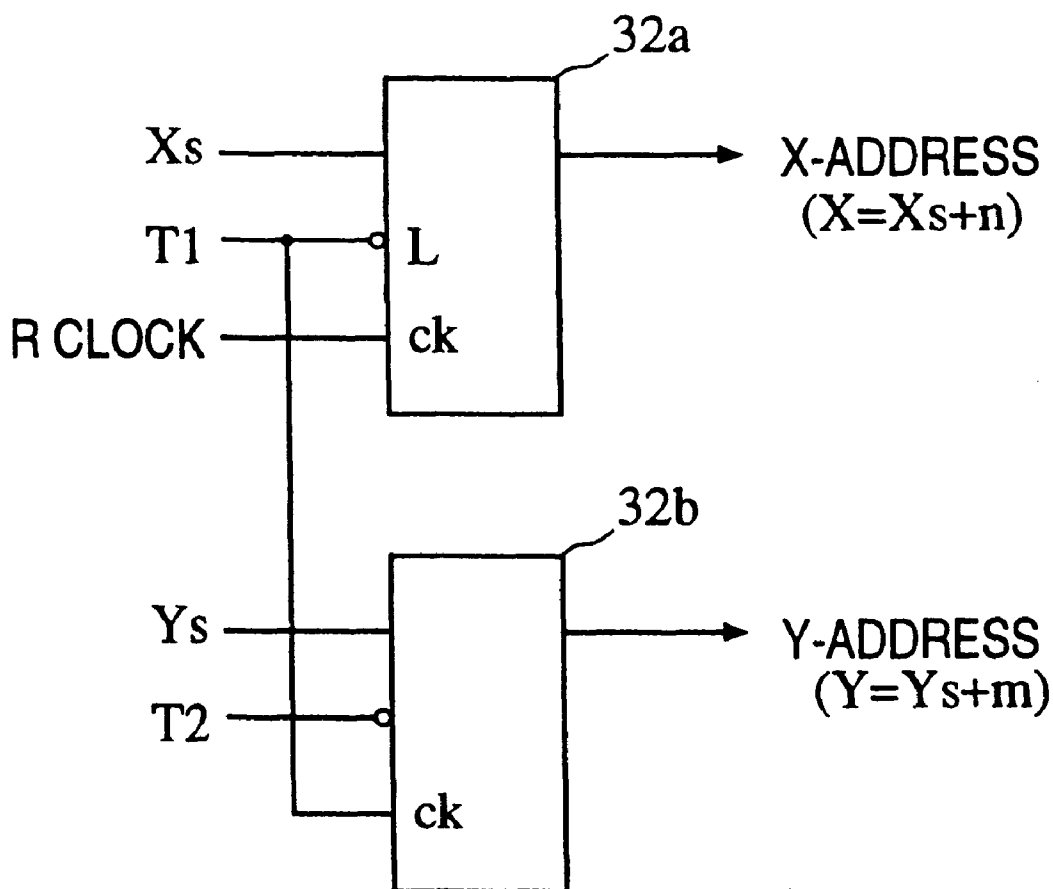 32a
Xs
X-ADDRESS
(X=Xs+n)
T1
L
R CLOCK
ck
32b
Ys
Y-ADDRESS
(Y=Ys+m)
T2
ck